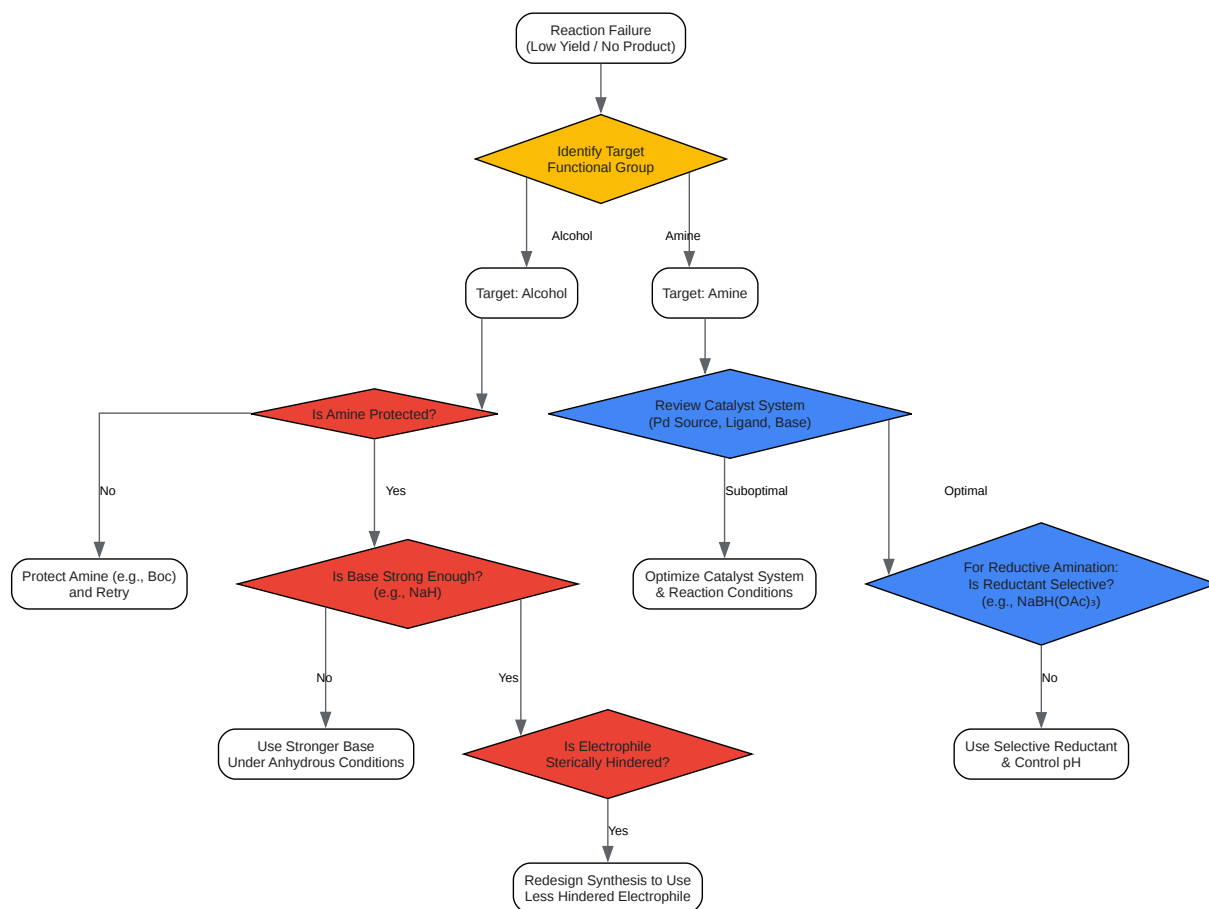 Reaction Failure
(Low Yield / No Product)
Identify Target
Functional Group
Alcohol
Amine
Target: Alcohol
Target: Amine
Is Amine Protected?
Review Catalyst System
(Pd Source, Ligand, Base)
No
Yes
Suboptimal
Optimal
Protect Amine (e.g., Boc)
and Retry
Is Base Strong Enough?
(e.g., NaH)
Optimize Catalyst System
& Reaction Conditions
For Reductive Amination:
Is Reductant Selective?
(e.g., NaBH(OAc)₃)
No
Yes
No
Use Stronger Base
Under Anhydrous Conditions
Is Electrophile
Sterically Hindered?
Use Selective Reductant
& Control pH
Yes
Redesign Synthesis to Use
Less Hindered Electrophile